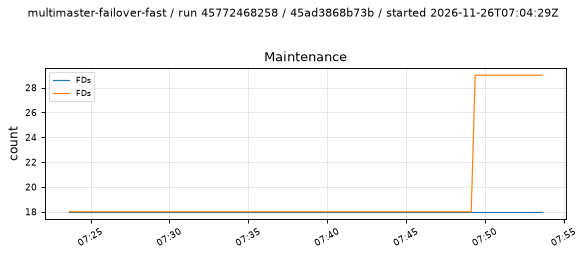 multimaster-failover-fast / run 45772468258 / 45ad3868b73b / started 2026-11-26T07:04:29Z
Maintenance
FDs
FDs
count
28
26
24
22
20
18
07:25
07:30
07:35
07:40
07:45
07:50
07:55